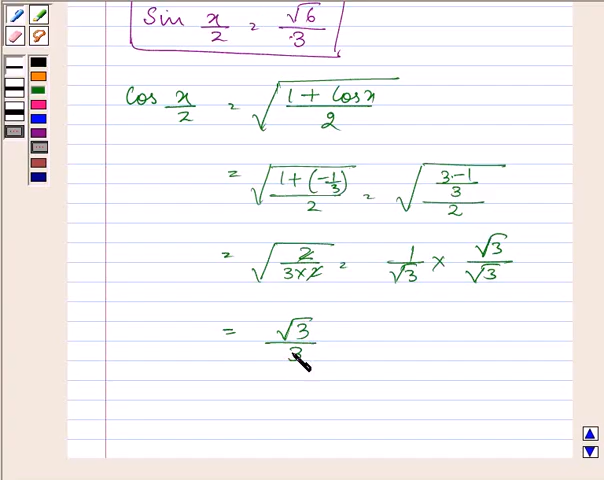 Sin x/2 = √6/3
Cos x/2 = √((1 + Cos x)/2)
= √((1 + (-1/3))/2) = √(((3-1)/3)/2)
= √(2/(3×2)) = 1/√3 × √3/√3
= √3/3